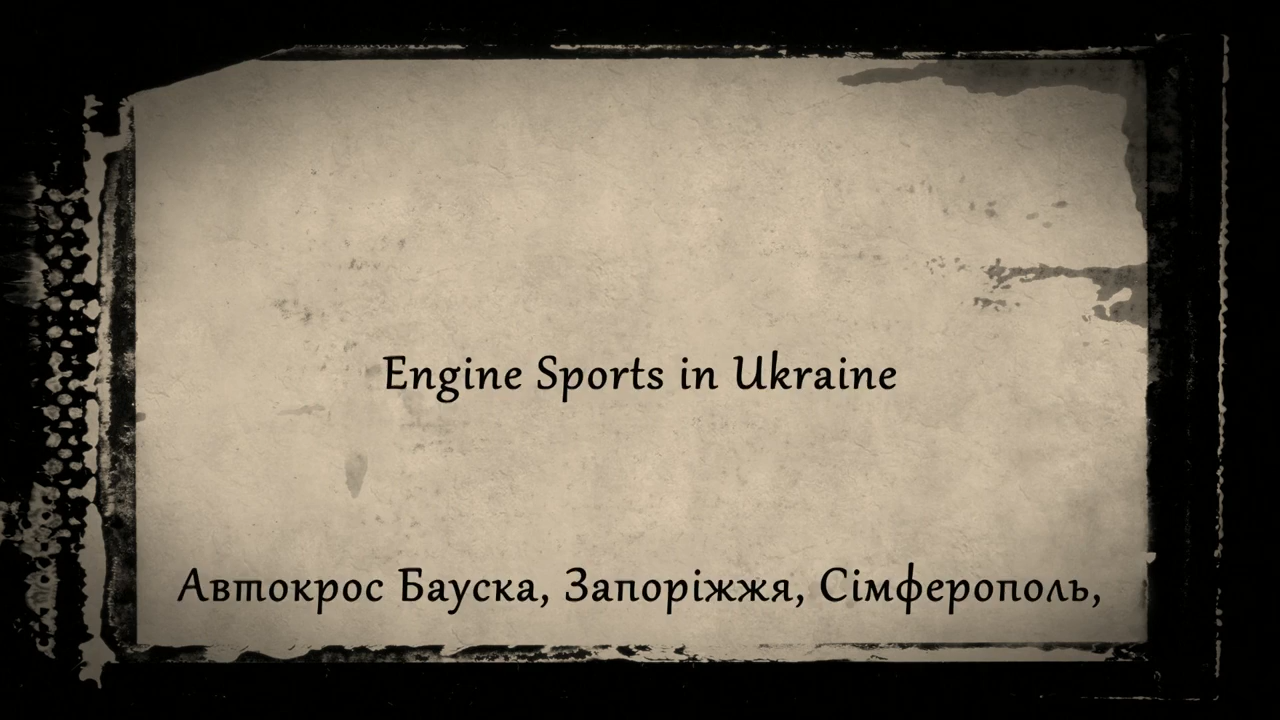 Engine Sports in Ukraine
Автокрос Бауска, Запоріжжя, Сімферополь,